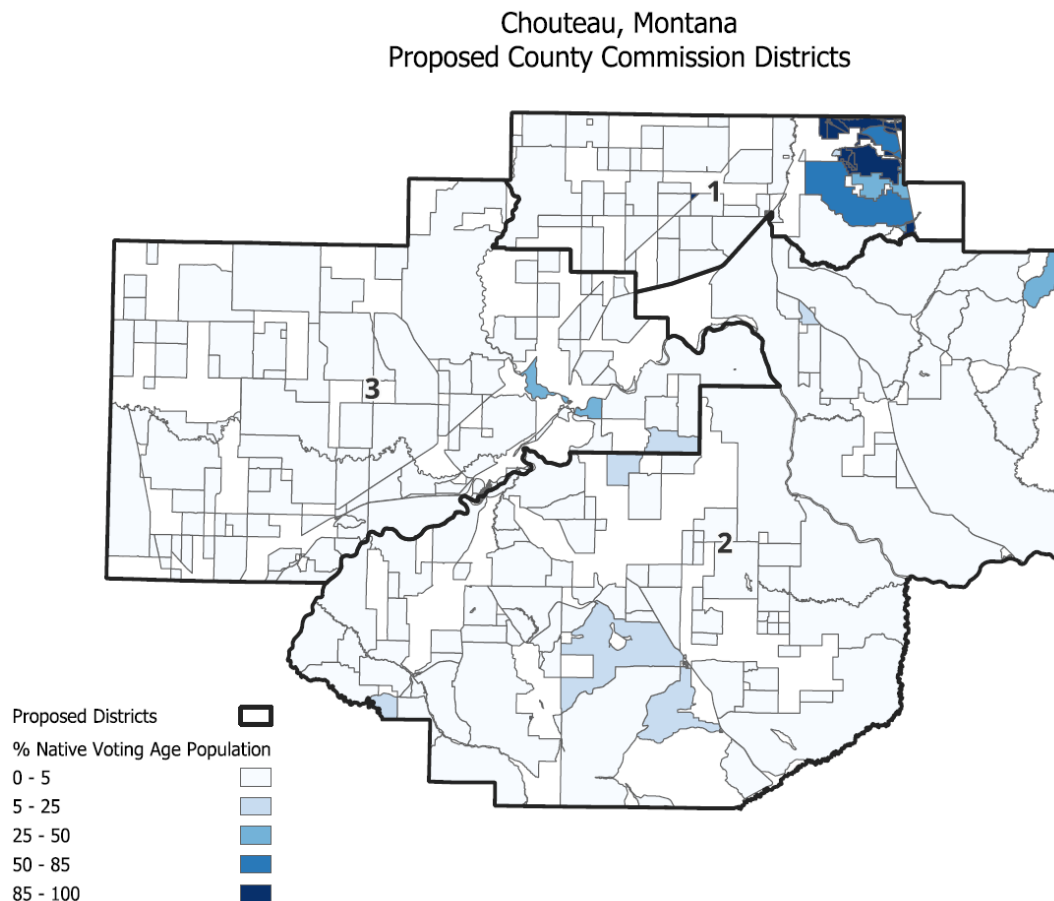 Chouteau, Montana
Proposed County Commission Districts
1
3
2
Proposed Districts
% Native Voting Age Population
0 - 5
5 - 25
25 - 50
50 - 85
85 - 100